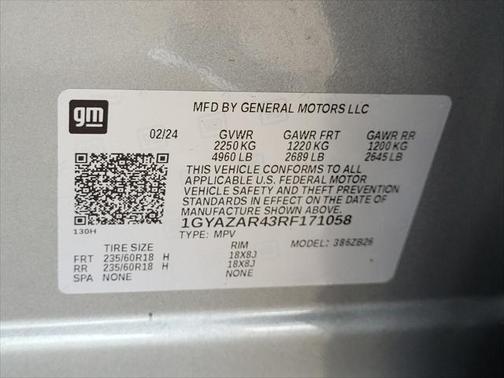 gm
MFD BY GENERAL MOTORS LLC
02/24 GVWR GAWR FRT GAWR RR
2250 KG 1220 KG 1200 KG
4960 LB 2689 LB 2645 LB
THIS VEHICLE CONFORMS TO ALL
APPLICABLE U.S. FEDERAL MOTOR
VEHICLE SAFETY AND THEFT PREVENTION
STANDARDS IN EFFECT ON THE DATE OF
MANUFACTURE SHOWN ABOVE.
1GYAZAR43RF171058
130H TYPE: MPV MODEL: 386ZB26
TIRE SIZE RIM
FRT 235/60R18 H 18X8J
RR 235/60R18 H 18X8J
SPA NONE NONE